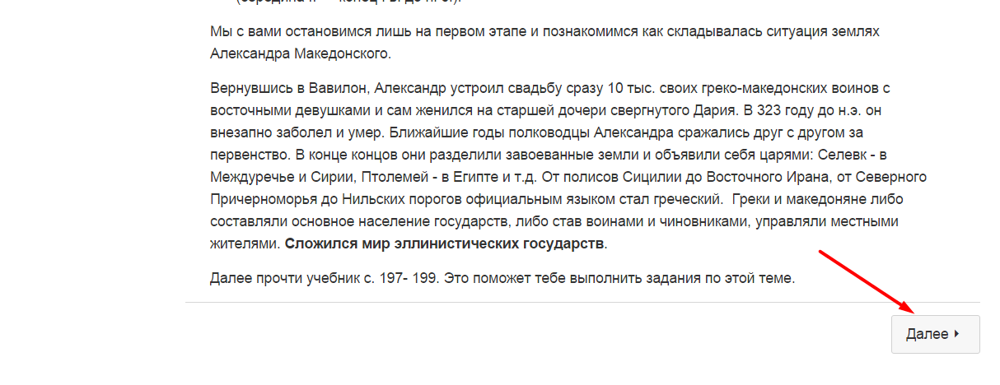 Мы с вами остановимся лишь на первом этапе и познакомимся как складывалась ситуация землях
Александра Македонского.
Вернувшись в Вавилон, Александр устроил свадьбу сразу 10 тыс. своих греко-македонских воинов с
восточными девушками и сам женился на старшей дочери свергнутого Дария. В 323 году до н.э. он
внезапно заболел и умер. Ближайшие годы полководцы Александра сражались друг с другом за
первенство. В конце концов они разделили завоеванные земли и объявили себя царями: Селевк - в
Междуречье и Сирии, Птолемей - в Египте и т.д. От полисов Сицилии до Восточного Ирана, от Северного
Причерноморья до Нильских порогов официальным языком стал греческий.  Греки и македоняне либо
составляли основное население государств, либо став воинами и чиновниками, управляли местными
жителями. Сложился мир эллинистических государств.
Далее прочти учебник с. 197- 199. Это поможет тебе выполнить задания по этой теме.
Далее